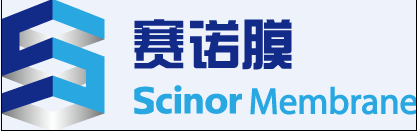 赛诺膜
Scinor Membrane